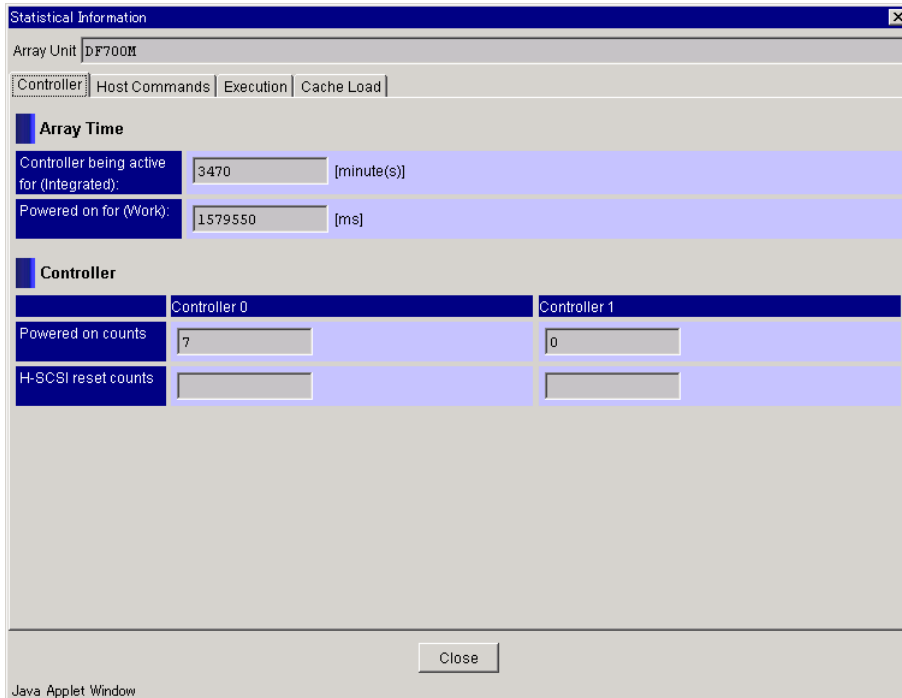 Statistical Information
Array Unit DF700M
Controller Host Commands Execution Cache Load
Array Time
Controller being active
for (Integrated):
3470 [minute(s)]
Powered on for (Work):
1579550 [ms]
Controller
Controller 0 Controller 1
Powered on counts 7 0
H-SCSI reset counts
Close
Java Applet Window